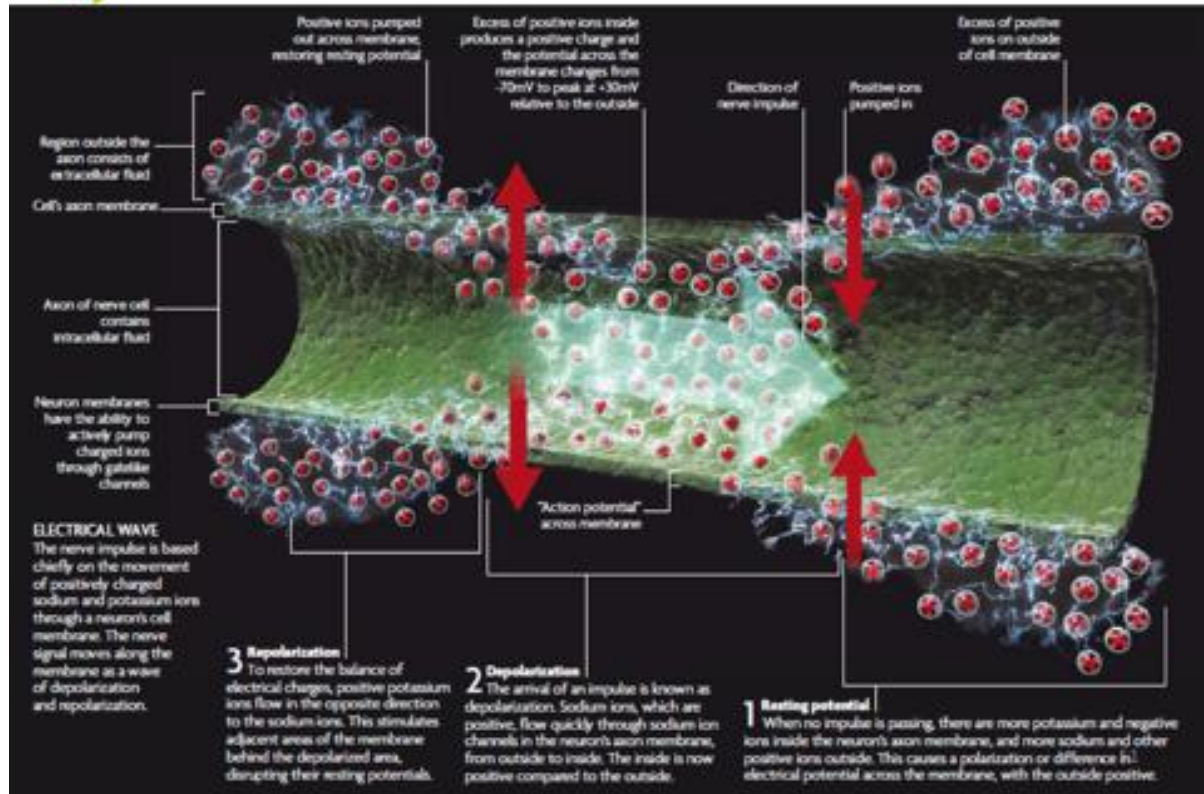 Positive ions pumped
out across membrane,
restoring resting potential
Excess of positive ions inside
produces a positive charge and
the potential across the
membrane changes from
-70mV to peak at +30mV
relative to the outside
Direction of
nerve impulse
Positive ions
pumped in
Excess of positive
ions on outside
of cell membrane
Region outside the
axon consists of
extracellular fluid
Cell's axon membrane
Axon of nerve cell
contains
intracellular fluid
Neuron membranes
have the ability to
actively pump
charged ions
through gatelike
channels
"Action potential"
across membrane
ELECTRICAL WAVE
The nerve impulse is based
chiefly on the movement
of positively charged
sodium and potassium ions
through a neuron's cell
membrane. The nerve
signal moves along the
membrane as a wave
of depolarization
and repolarization.
3 Repolarization
To restore the balance of
electrical charges, positive potassium
ions flow in the opposite direction
to the sodium ions. This stimulates
adjacent areas of the membrane
behind the depolarized area,
disrupting their resting potentials.
2 Depolarization
The arrival of an impulse is known as
depolarization. Sodium ions, which are
positive, flow quickly through sodium ion
channels in the neuron's axon membrane,
from outside to inside. The inside is now
positive compared to the outside.
1 Resting potential
When no impulse is passing, there are more potassium and negative
ions inside the neuron's axon membrane, and more sodium and other
positive ions outside. This causes a polarization or difference in
electrical potential across the membrane, with the outside positive.